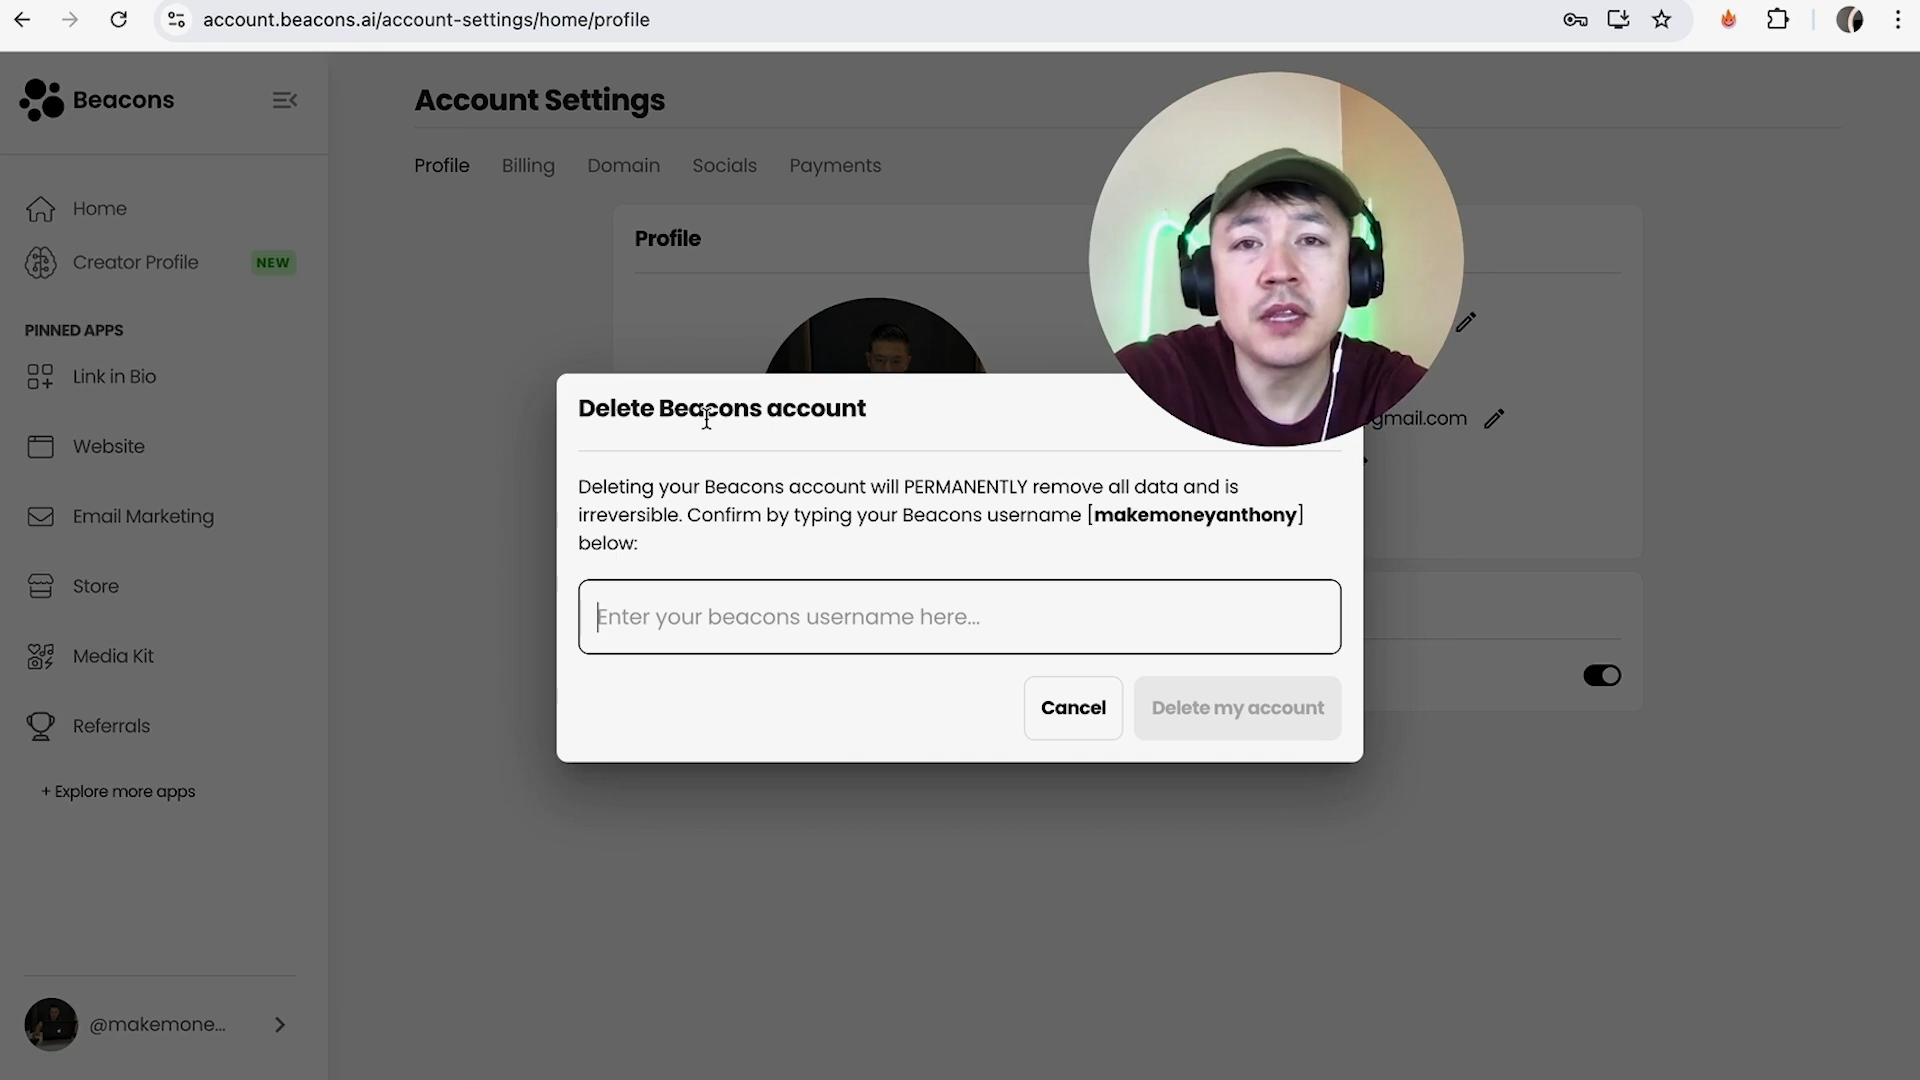 account.beacons.ai/account-settings/home/profile
Beacons
Account Settings
Profile Billing Domain Socials Payments
Home
Creator Profile NEW
Profile
PINNED APPS
Link in Bio
Website
Email Marketing
Store
Media Kit
Referrals
+ Explore more apps
@makemone...
gmail.com
Delete Beacons account
Deleting your Beacons account will PERMANENTLY remove all data and is
irreversible. Confirm by typing your Beacons username [makemoneyanthony]
below:
Enter your beacons username here...
Cancel
Delete my account